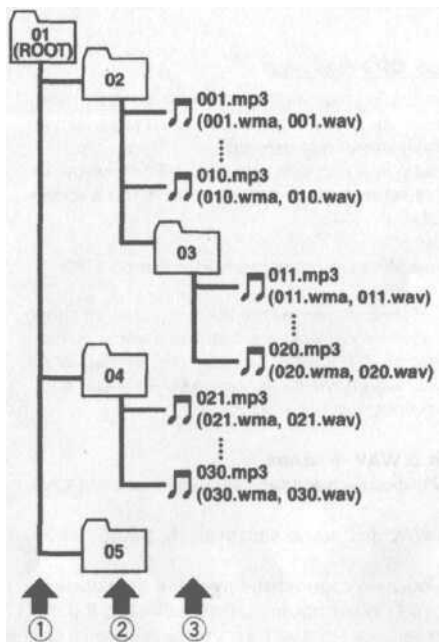 01
(ROOT)
02
001.mp3
(001.wma, 001.wav)
010.mp3
(010.wma, 010.wav)
03
011.mp3
(011.wma, 011.wav)
020.mp3
(020.wma, 020.wav)
04
021.mp3
(021.wma, 021.wav)
030.mp3
(030.wma, 030.wav)
05
① ② ③